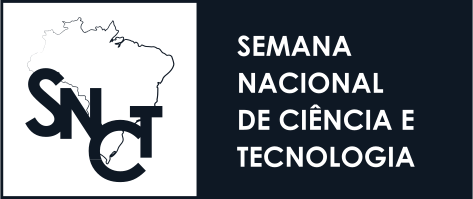 SNCT
SEMANA
NACIONAL
DE CIÊNCIA E
TECNOLOGIA